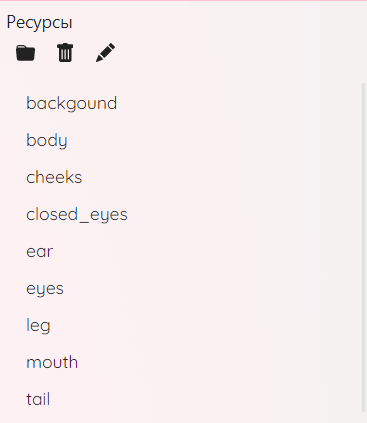 Ресурсы
backgound
body
cheeks
closed_eyes
ear
eyes
leg
mouth
tail